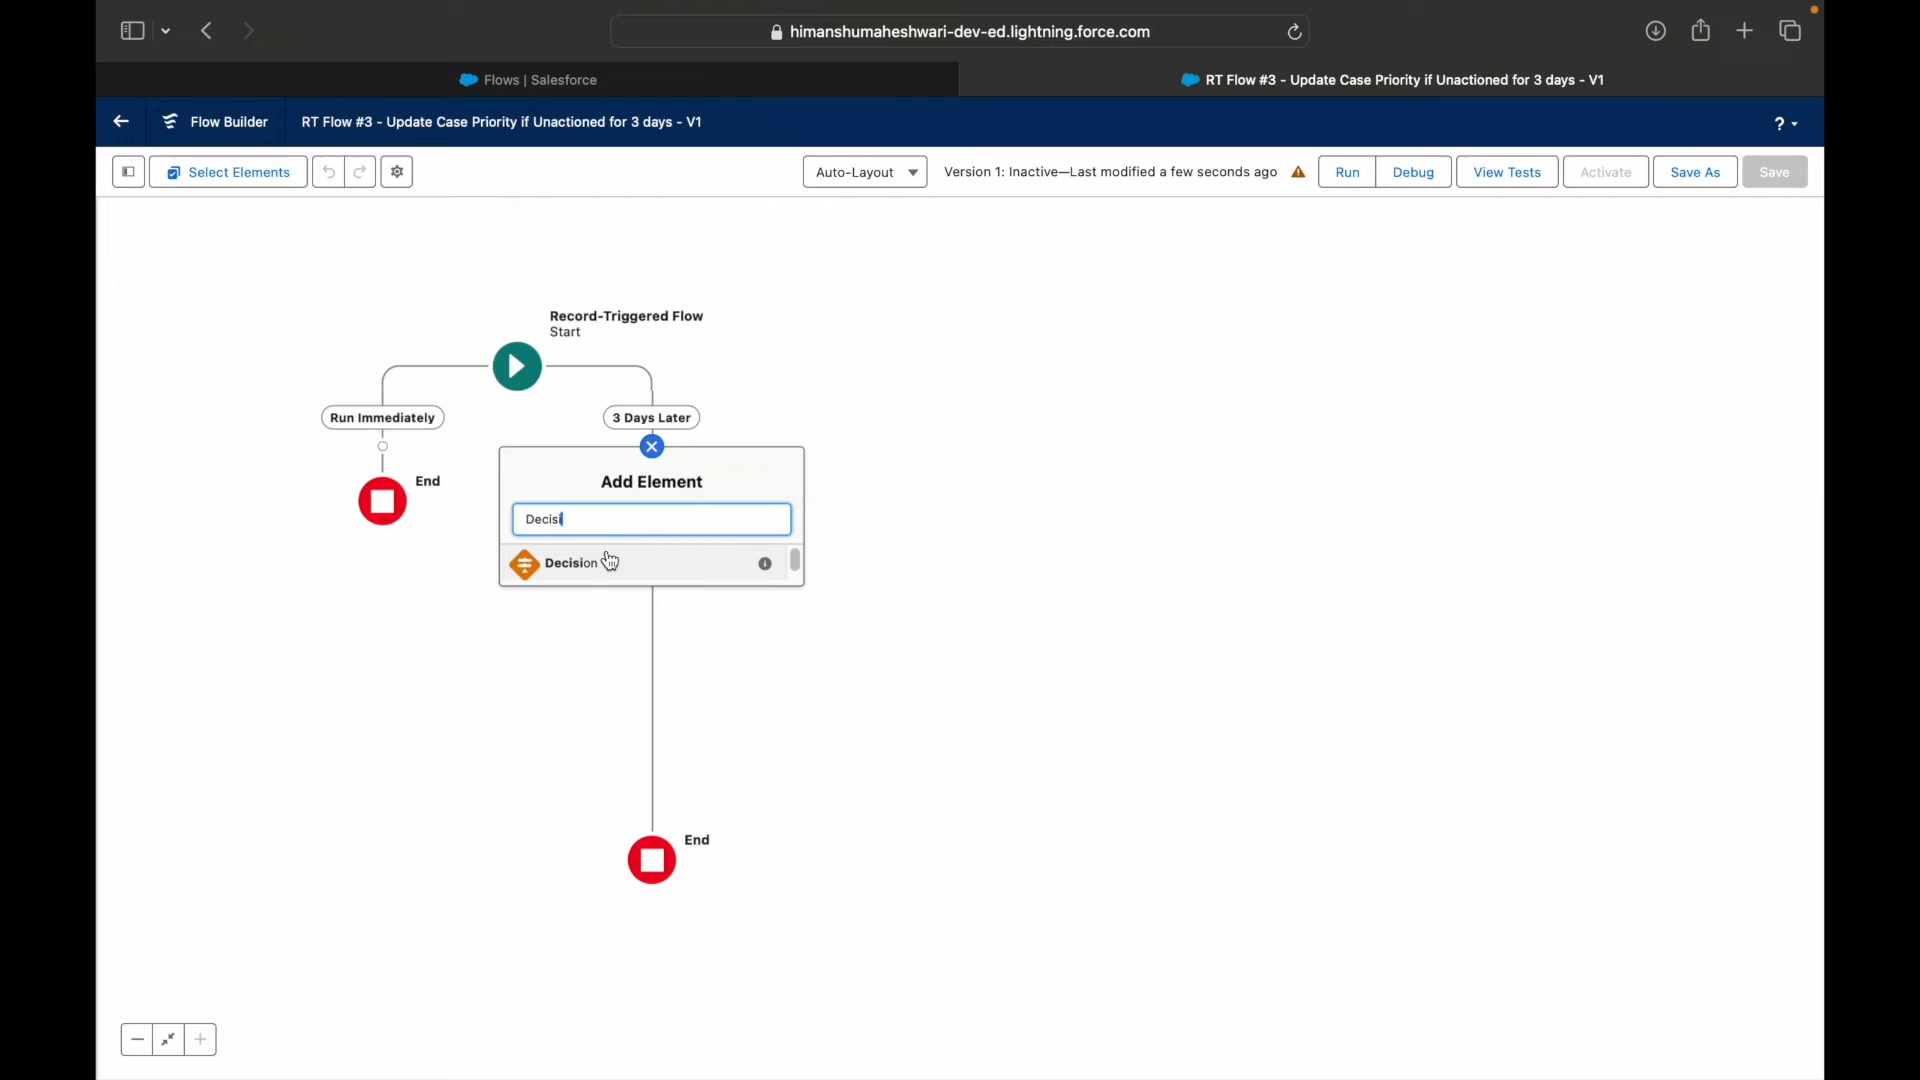 himanshumaheshwari-dev-ed.lightning.force.com
Flows | Salesforce
RT Flow #3 - Update Case Priority if Unactioned for 3 days - V1
Flow Builder
RT Flow #3 - Update Case Priority if Unactioned for 3 days - V1
?
Select Elements
Auto-Layout
Version 1: Inactive—Last modified a few seconds ago
Run
Debug
View Tests
Activate
Save As
Save
Record-Triggered Flow
Start
Run Immediately
3 Days Later
End
Add Element
Decisi
Decision
End